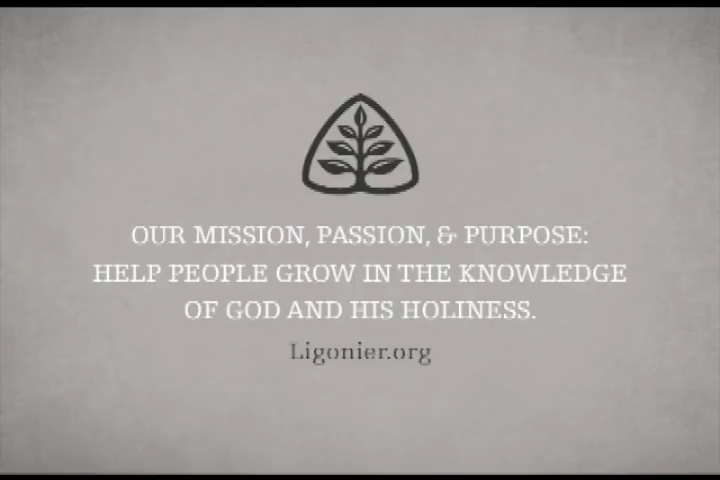 OUR MISSION, PASSION, & PURPOSE:
HELP PEOPLE GROW IN THE KNOWLEDGE
OF GOD AND HIS HOLINESS.
Ligonier.org